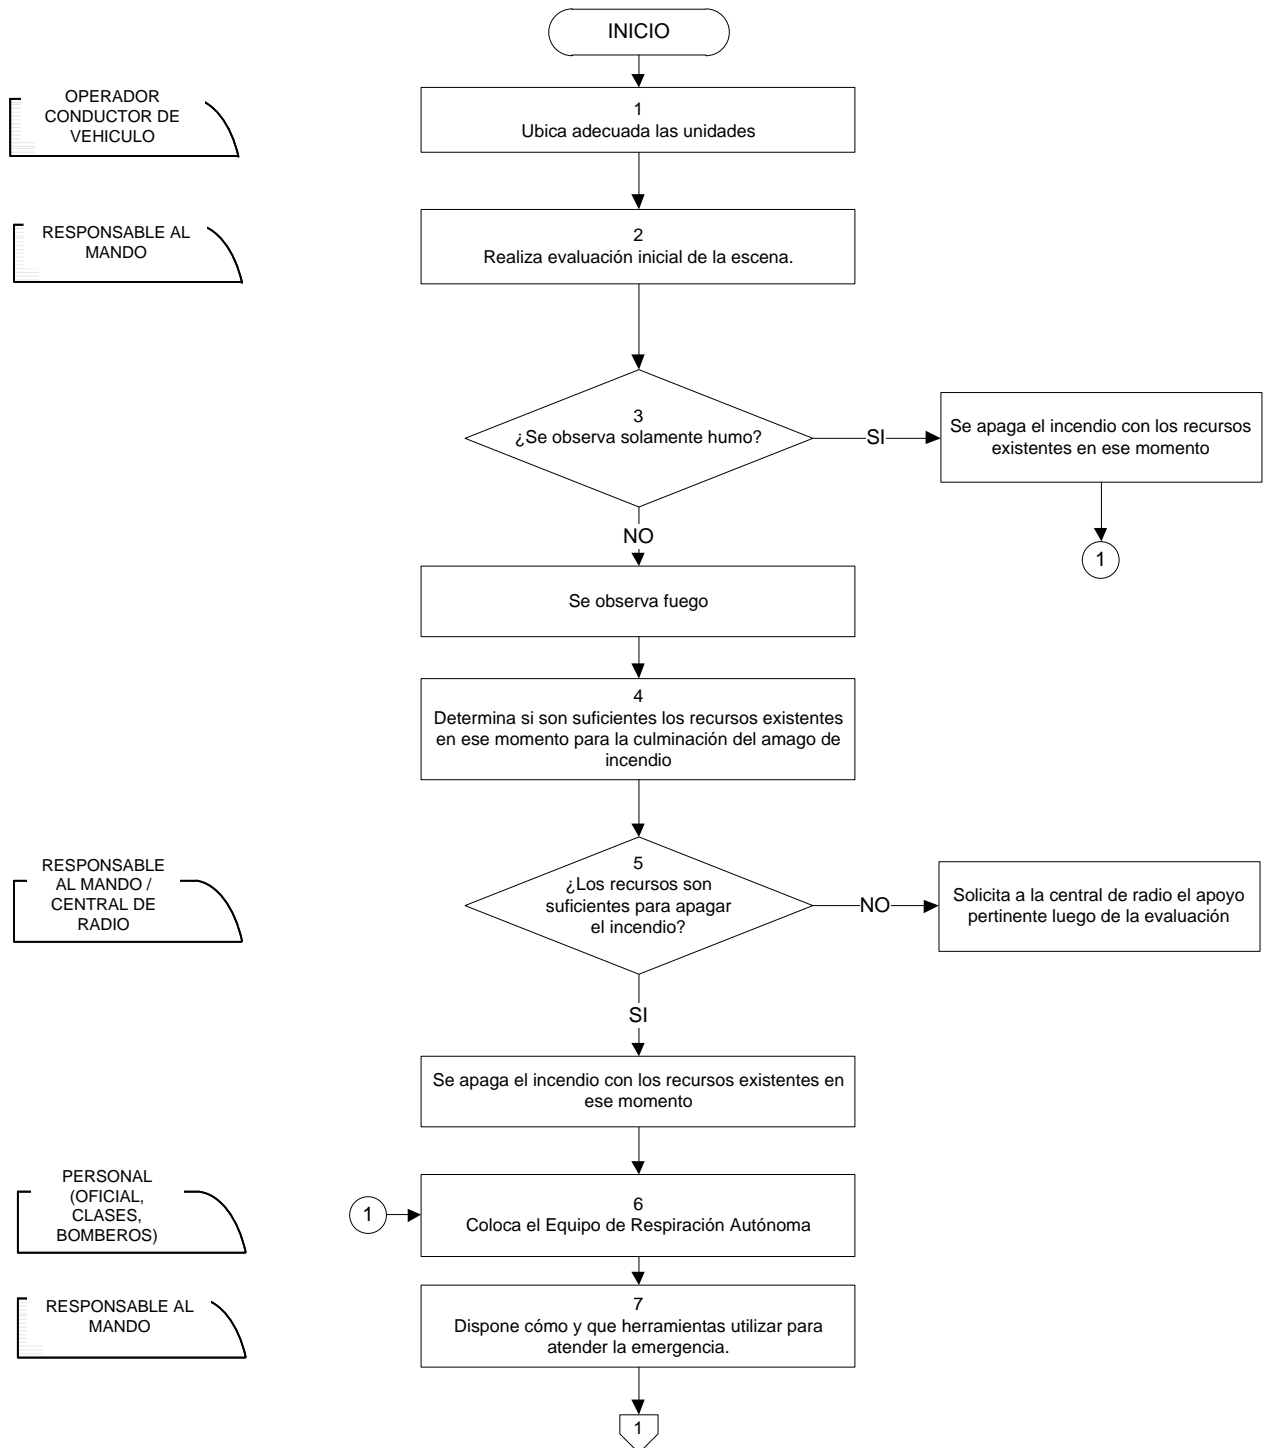 INICIO
OPERADOR
CONDUCTOR DE
VEHICULO
1
Ubica adecuada las unidades
RESPONSABLE AL
MANDO
2
Realiza evaluación inicial de la escena.
3
¿Se observa solamente humo?
SI
Se apaga el incendio con los recursos
existentes en ese momento
1
NO
Se observa fuego
4
Determina si son suficientes los recursos existentes
en ese momento para la culminación del amago de
incendio
RESPONSABLE
AL MANDO /
CENTRAL DE
RADIO
5
¿Los recursos son
suficientes para apagar
el incendio?
NO
Solicita a la central de radio el apoyo
pertinente luego de la evaluación
SI
Se apaga el incendio con los recursos existentes en
ese momento
PERSONAL
(OFICIAL,
CLASES,
BOMBEROS)
1
6
Coloca el Equipo de Respiración Autónoma
RESPONSABLE AL
MANDO
7
Dispone cómo y que herramientas utilizar para
atender la emergencia.
1